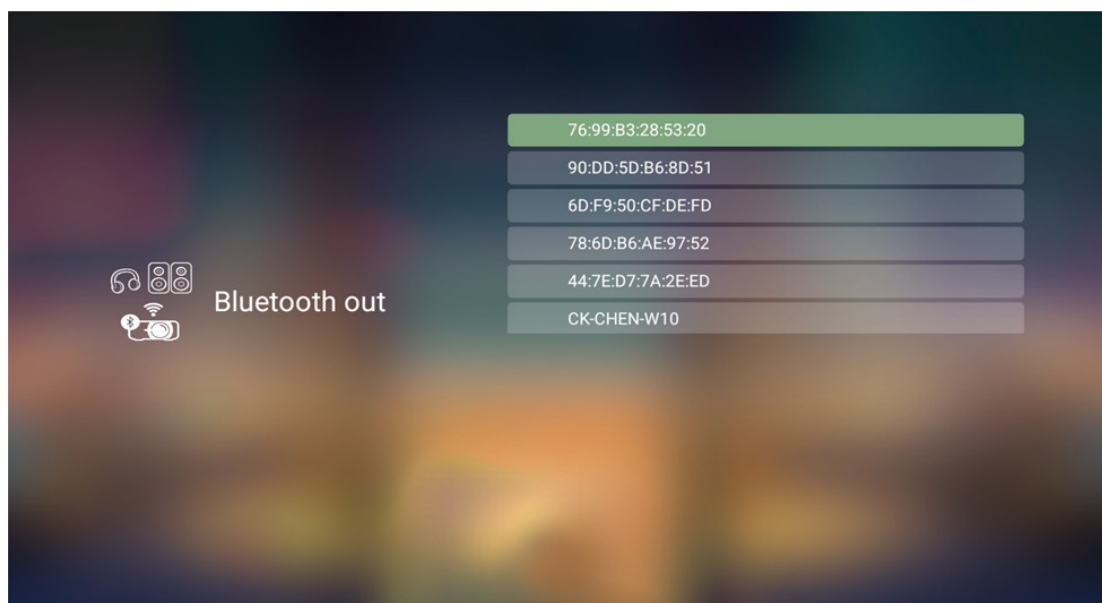 Bluetooth out
76:99:B3:28:53:20
90:DD:5D:B6:8D:51
6D:F9:50:CF:DE:FD
78:6D:B6:AE:97:52
44:7E:D7:7A:2E:ED
CK-CHEN-W10